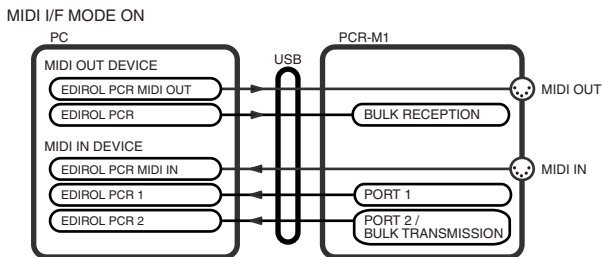 MIDI I/F MODE ON
PC
USB
PCR-M1
MIDI OUT DEVICE
EDIROL PCR MIDI OUT
MIDI OUT
EDIROL PCR
BULK RECEPTION
MIDI IN DEVICE
EDIROL PCR MIDI IN
MIDI IN
EDIROL PCR 1
PORT 1
EDIROL PCR 2
PORT 2 /
BULK TRANSMISSION